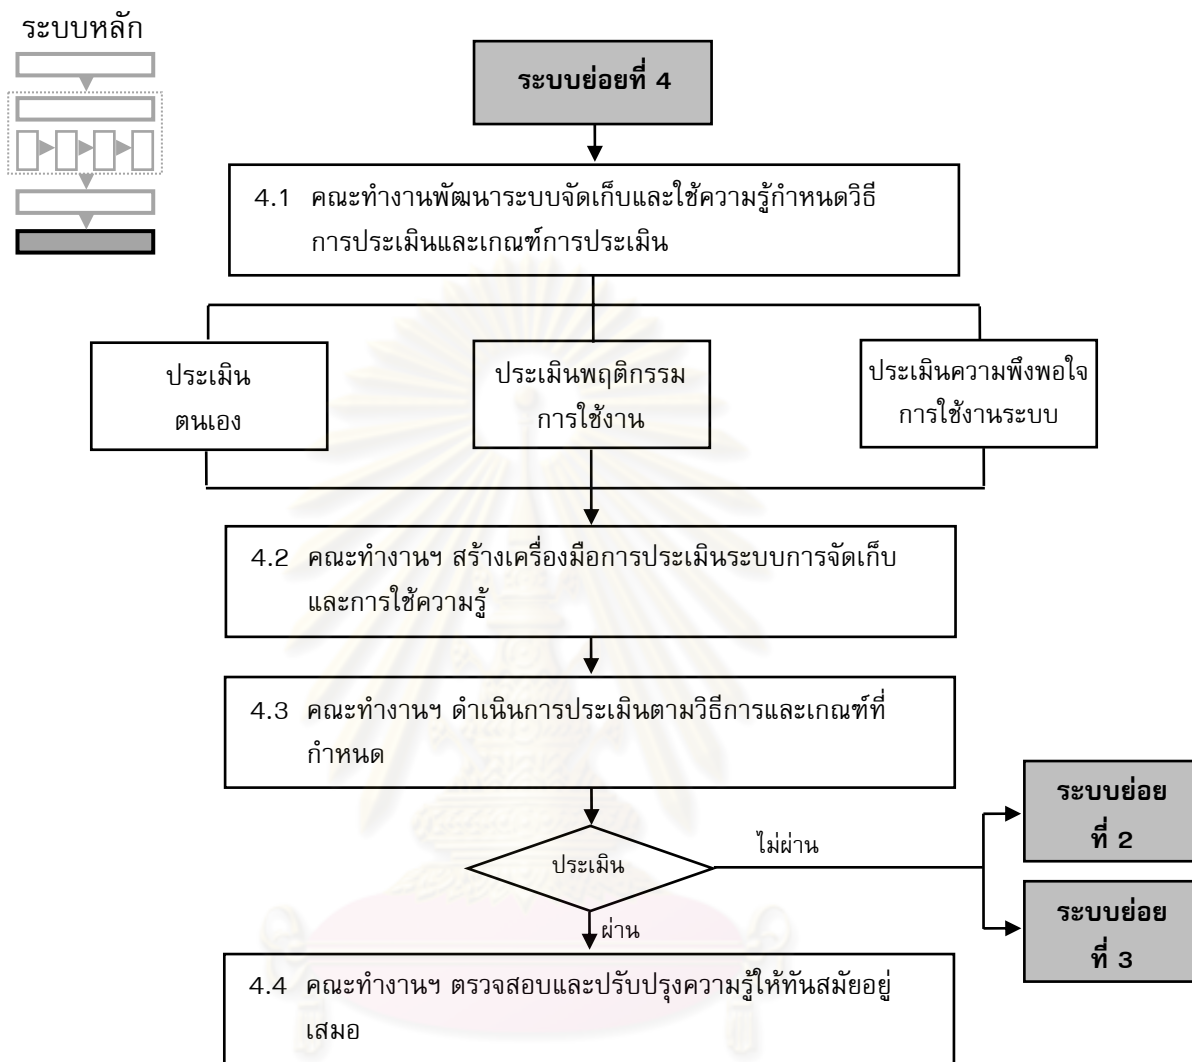 ระบบหลัก
ระบบย่อยที่ 4
4.1 คณะทำงานพัฒนาระบบจัดเก็บและใช้ความรู้กำหนดวิธี
การประเมินและเกณฑ์การประเมิน
ประเมิน
ตนเอง
ประเมินพฤติกรรม
การใช้งาน
ประเมินความพึงพอใจ
การใช้งานระบบ
4.2 คณะทำงานฯ สร้างเครื่องมือการประเมินระบบการจัดเก็บ
และการใช้ความรู้
4.3 คณะทำงานฯ ดำเนินการประเมินตามวิธีการและเกณฑ์ที่
กำหนด
ประเมิน
ไม่ผ่าน
ระบบย่อย
ที่ 2
ระบบย่อย
ที่ 3
ผ่าน
4.4 คณะทำงานฯ ตรวจสอบและปรับปรุงความรู้ให้ทันสมัยอยู่
เสมอ